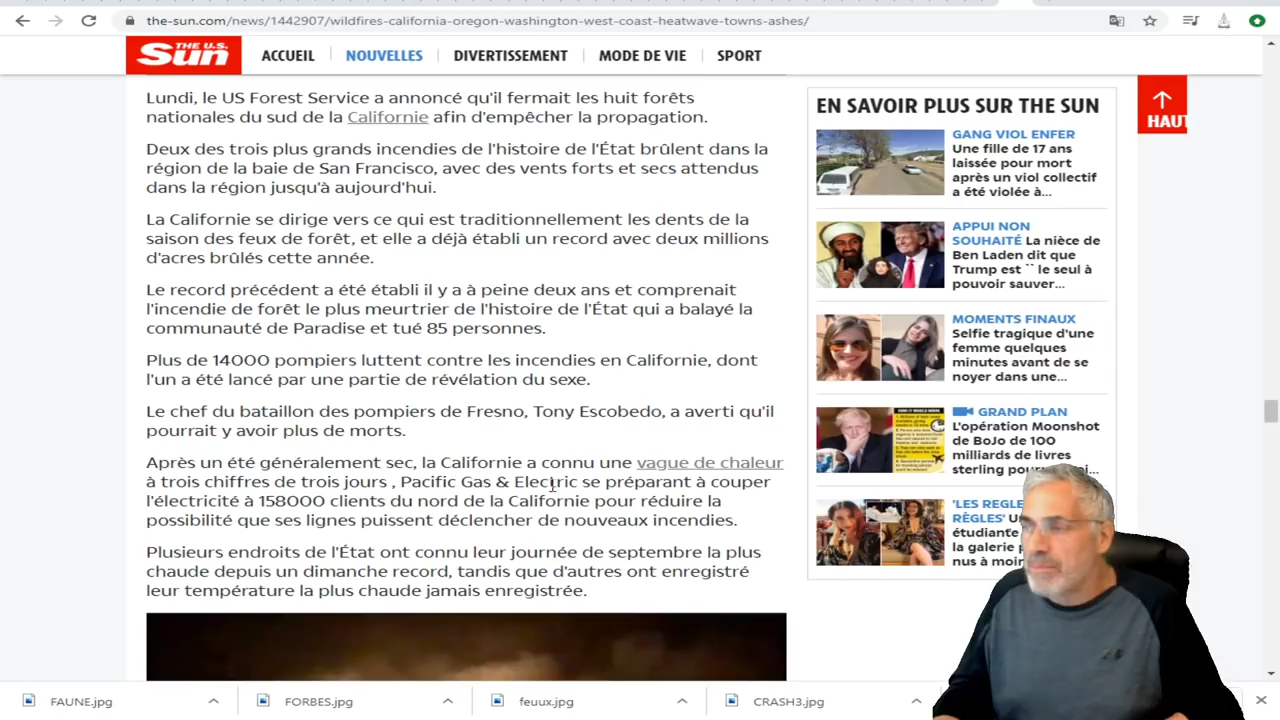 the-sun.com/news/1442907/wildfires-california-oregon-washington-west-coast-heatwave-towns-ashes/
THE U.S.
Sun
ACCUEIL
NOUVELLES
DIVERTISSEMENT
MODE DE VIE
SPORT
Lundi, le US Forest Service a annoncé qu'il fermait les huit forêts
nationales du sud de la Californie afin d'empêcher la propagation.
Deux des trois plus grands incendies de l'histoire de l'État brûlent dans la
région de la baie de San Francisco, avec des vents forts et secs attendus
dans la région jusqu'à aujourd'hui.
La Californie se dirige vers ce qui est traditionnellement les dents de la
saison des feux de forêt, et elle a déjà établi un record avec deux millions
d'acres brûlés cette année.
Le record précédent a été établi il y a à peine deux ans et comprenait
l'incendie de forêt le plus meurtrier de l'histoire de l'État qui a balayé la
communauté de Paradise et tué 85 personnes.
Plus de 14000 pompiers luttent contre les incendies en Californie, dont
l'un a été lancé par une partie de révélation du sexe.
Le chef du bataillon des pompiers de Fresno, Tony Escobedo, a averti qu'il
pourrait y avoir plus de morts.
Après un été généralement sec, la Californie a connu une vague de chaleur
à trois chiffres de trois jours , Pacific Gas & Electric se préparant à couper
l'électricité à 158000 clients du nord de la Californie pour réduire la
possibilité que ses lignes puissent déclencher de nouveaux incendies.
Plusieurs endroits de l'État ont connu leur journée de septembre la plus
chaude depuis un dimanche record, tandis que d'autres ont enregistré
leur température la plus chaude jamais enregistrée.
EN SAVOIR PLUS SUR THE SUN
GANG VIOL ENFER
Une fille de 17 ans
laissée pour mort
après un viol collectif
a été violée à...
APPUI NON
SOUHAITÉ La nièce de
Ben Laden dit que
Trump est `` le seul à
pouvoir sauver...
MOMENTS FINAUX
Selfie tragique d'une
femme quelques
minutes avant de se
noyer dans une...
GRAND PLAN
L'opération Moonshot
de BoJo de 100
milliards de livres
sterling
'LES
RÈGLES'
étudiante
la galerie
nus à
HAUT
FAUNE.jpg
FORBES.jpg
feuux.jpg
CRASH3.jpg